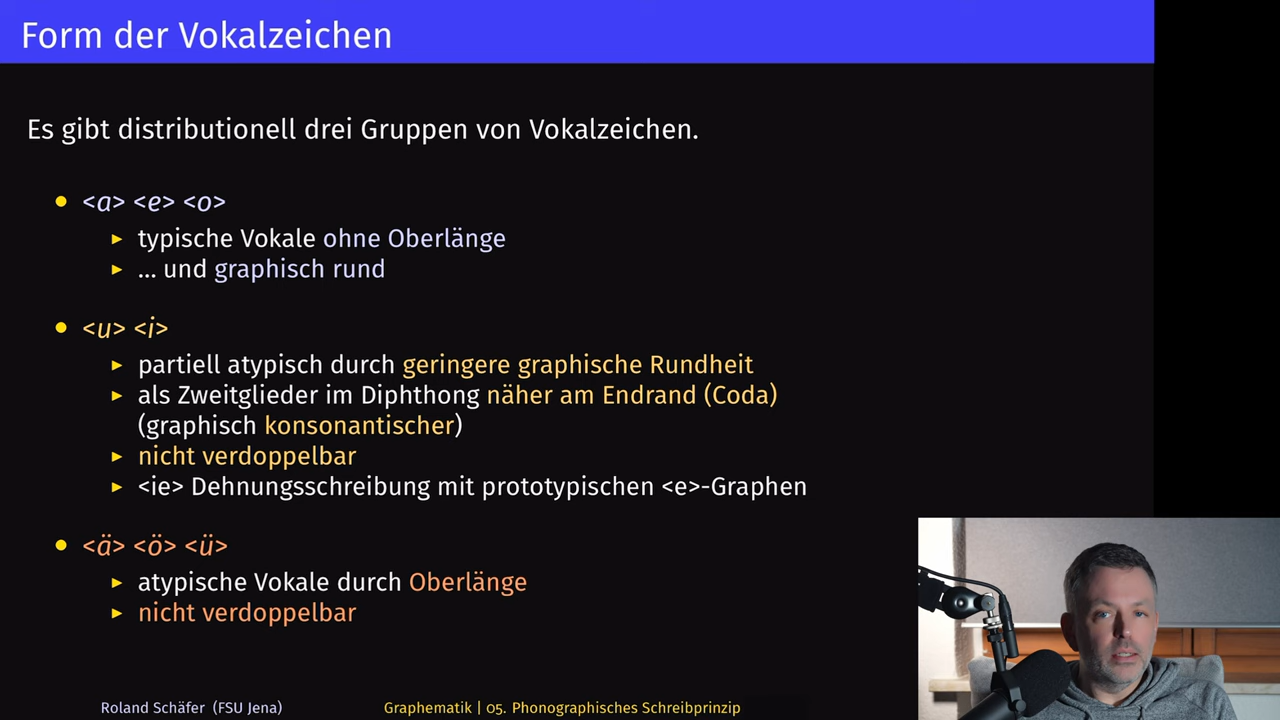 Form der Vokalzeichen
Es gibt distributionell drei Gruppen von Vokalzeichen.
• <a> <e> <o>
▸ typische Vokale ohne Oberlänge
▸ … und graphisch rund
• <u> <i>
▸ partiell atypisch durch geringere graphische Rundheit
▸ als Zweitglieder im Diphthong näher am Endrand (Coda)
(graphisch konsonantischer)
▸ nicht verdoppelbar
▸ <ie> Dehnungsschreibung mit prototypischen <e>-Graphen
• <ä> <ö> <ü>
▸ atypische Vokale durch Oberlänge
▸ nicht verdoppelbar
Roland Schäfer (FSU Jena) Graphematik | 05. Phonographisches Schreibprinzip